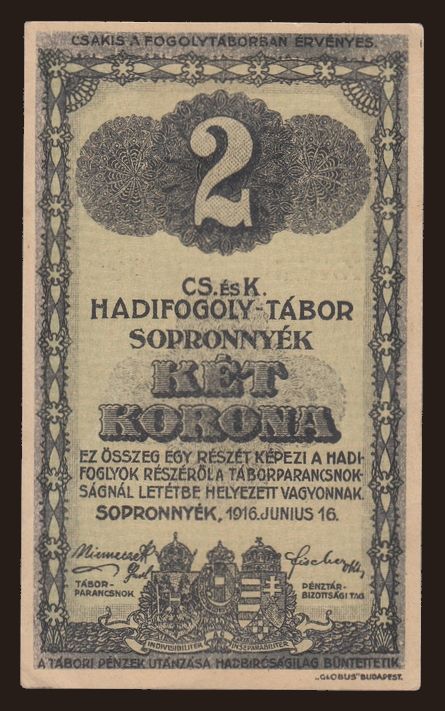 CSAKIS A FOGOLYTÁBORBAN ÉRVÉNYES.
2
CS. ÉS K.
HADIFOGOLY-TÁBOR
SOPRONNYÉK
KÉT
KORONA
EZ ÖSSZEG EGY RÉSZÉT KÉPEZI A HADI-
FOGLYOK RÉSZÉRŐL A TÁBORPARANCSNOK-
SÁGNÁL LETÉTBE HELYEZETT VAGYONNAK.
SOPRONNYÉK, 1916. JUNIUS 16.
Fischer
TÁBOR-
PARANCSNOK
PÉNZTÁR-
BIZOTTSÁGI TAG
INDIVISIBILITER AC INSEPARABILITER
A TÁBORI PÉNZEK UTÁNZÁSA HADBIRÓSÁGILAG BÜNTETTETIK
„GLOBUS" BUDAPEST.